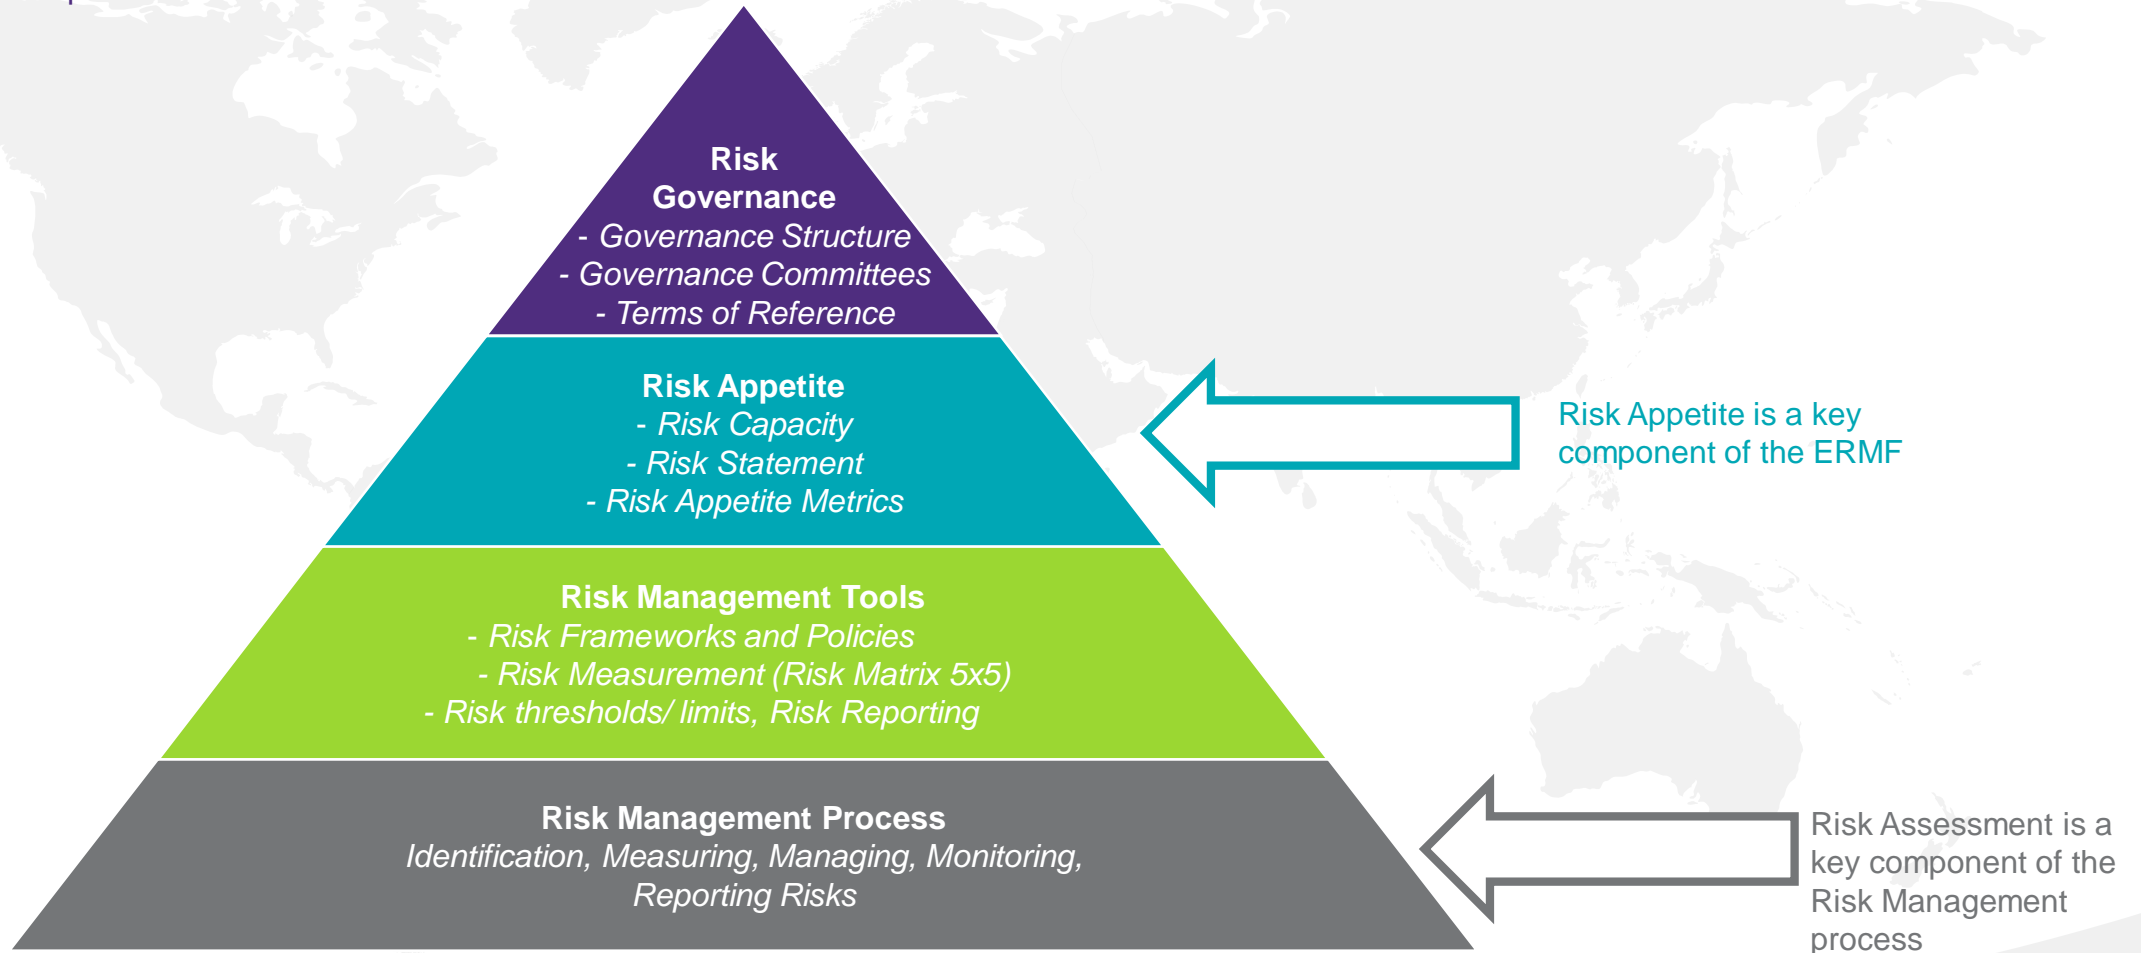 Risk
Governance
- Governance Structure
- Governance Committees
- Terms of Reference
Risk Appetite
- Risk Capacity
- Risk Statement
- Risk Appetite Metrics
Risk Appetite is a key
component of the ERMF
Risk Management Tools
- Risk Frameworks and Policies
- Risk Measurement (Risk Matrix 5x5)
- Risk thresholds/ limits, Risk Reporting
Risk Management Process
Identification, Measuring, Managing, Monitoring,
Reporting Risks
Risk Assessment is a
key component of the
Risk Management
process